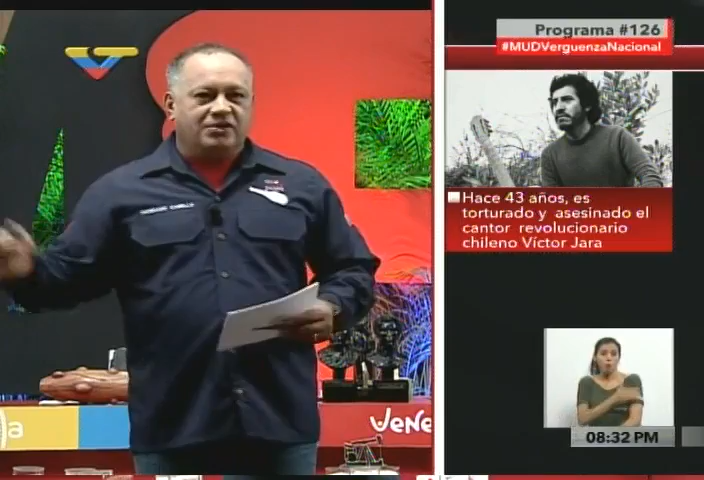 Programa #126
#MUDVerguenzaNacional
Hace 43 años, es
torturado y asesinado el
cantor revolucionario
chileno Víctor Jara
a
Vene
08:32 PM